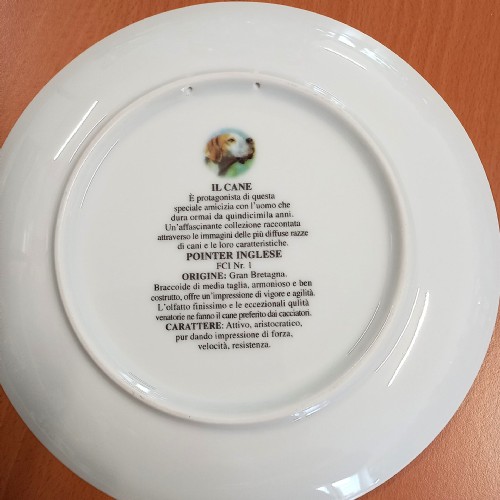 IL CANE
È protagonista di questa
speciale amicizia con l'uomo che
dura ormai da quindicimila anni.
Un'affascinante collezione raccontata
attraverso le immagini delle più diffuse razze
di cani e le loro caratteristiche.
POINTER INGLESE
FCI Nr. 1
ORIGINE: Gran Bretagna.
Braccoide di media taglia, armonioso e ben
costrutto, offre un'impressione di vigore e agilità.
L'olfatto finissimo e le eccezionali qulità
venatorie ne fanno il cane preferito dai cacciatori.
CARATTERE: Attivo, aristocratico,
pur dando impressione di forza,
velocità, resistenza.